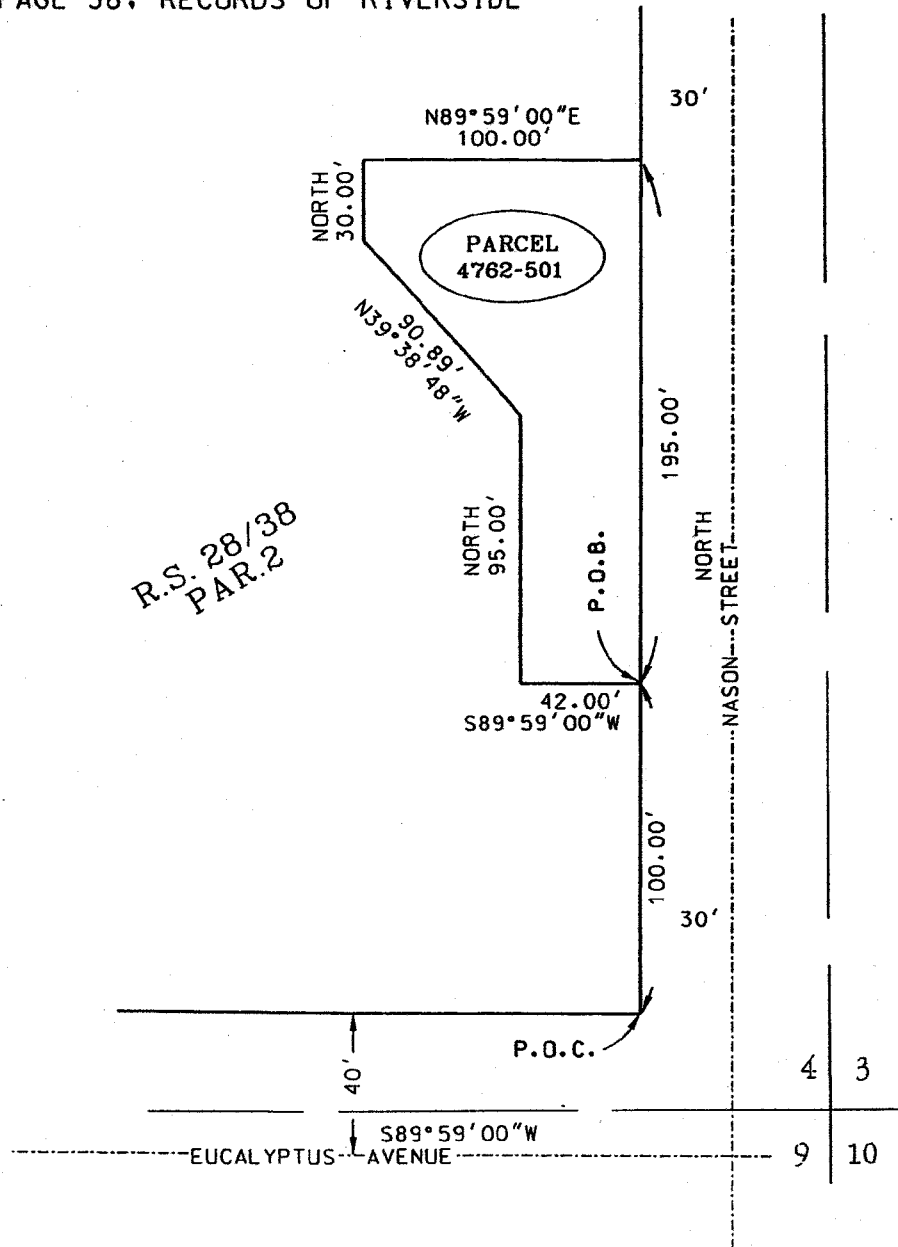 PAGE 38, RECORDS OF RIVERSIDE
30'
N89°59'00"E
100.00'
NORTH
30.00'
PARCEL
4762-501
90.89'
N39°38'48"W
195.00'
NORTH
95.00'
P.O.B.
NORTH
NASON STREET
R.S. 28/38
PAR.2
42.00'
S89°59'00"W
100.00'
30'
P.O.C.
40'
4 3
S89°59'00"W
EUCALYPTUS AVENUE
9 10